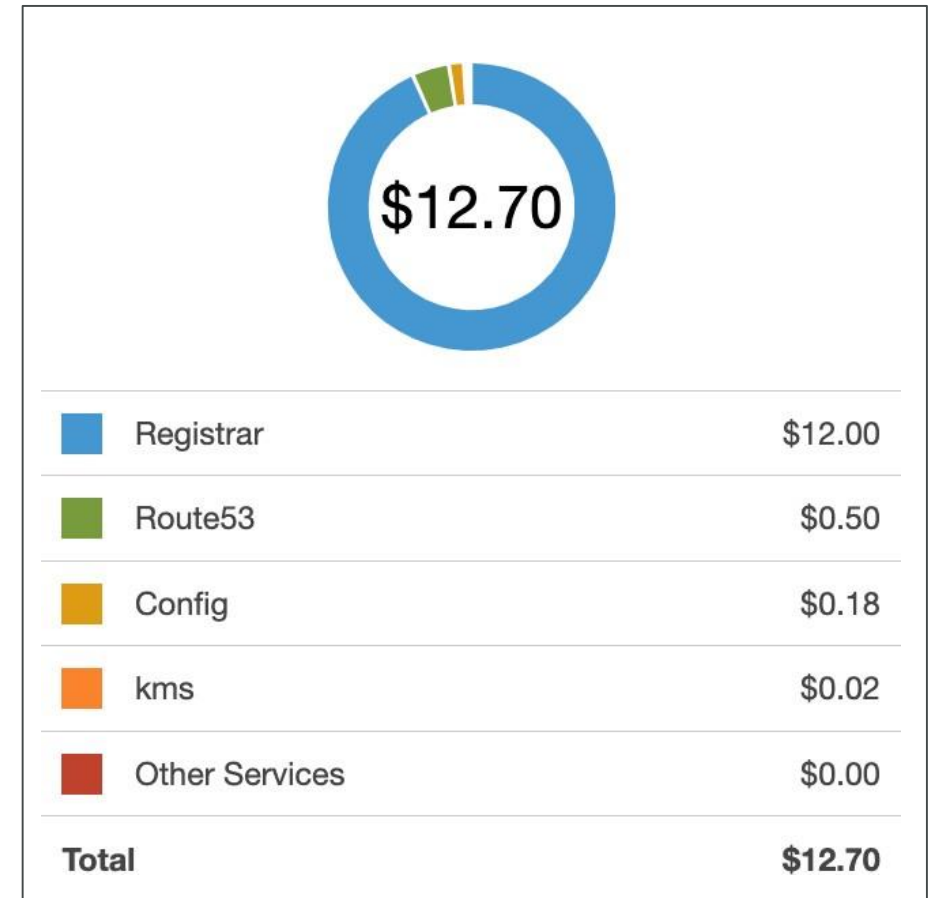 $12.70
Registrar $12.00
Route53 $0.50
Config $0.18
kms $0.02
Other Services $0.00
Total $12.70